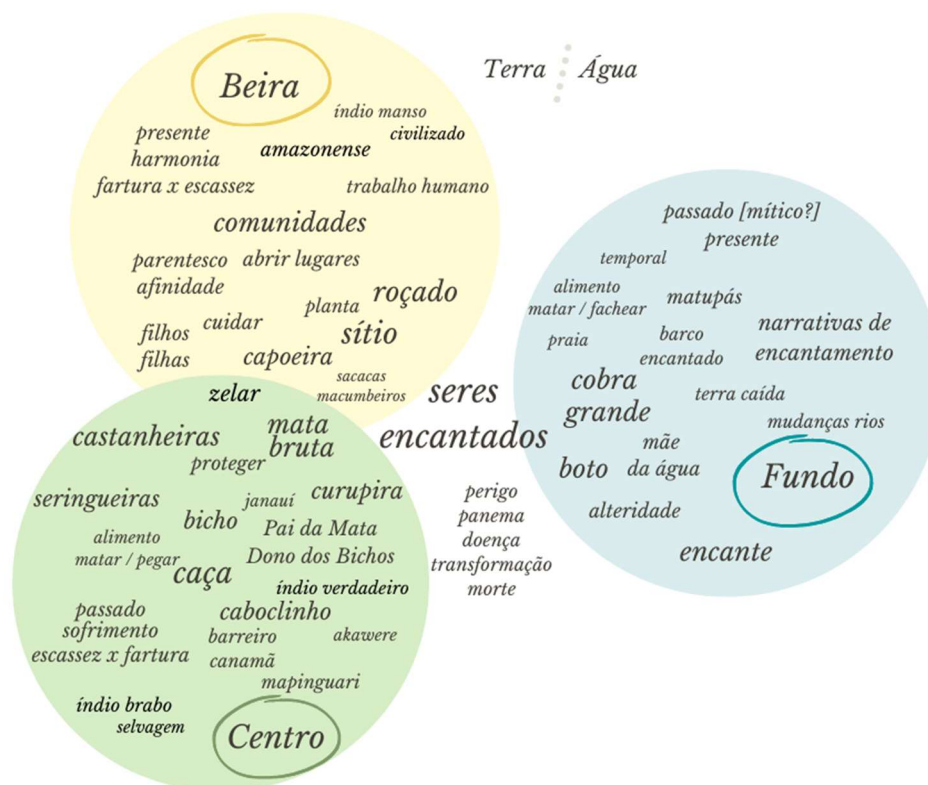 Beira
Terra Água
índio manso
civilizado
presente
harmonia
amazonense
fartura x escassez
trabalho humano
comunidades
parentesco
afinidade
abrir lugares
planta
roçado
filhos
filhas
cuidar
sítio
capoeira
sacacas
macumbeiros
zelar
seres
encantados
perigo
panema
doença
transformação
morte
passado [mítico?]
presente
temporal
alimento
matar / fachear
matupás
praia
barco
encantado
narrativas de
encantamento
cobra
grande
terra caída
mudanças rios
mãe
da água
boto
Fundo
alteridade
encante
castanheiras
mata
bruta
proteger
seringueiras
janauí
curupira
bicho
Pai da Mata
alimento
matar / pegar
Dono dos Bichos
caça
índio verdadeiro
caboclinho
passado
sofrimento
escassez x fartura
barreiro
canamã
akawere
mapinguari
índio brabo
selvagem
Centro